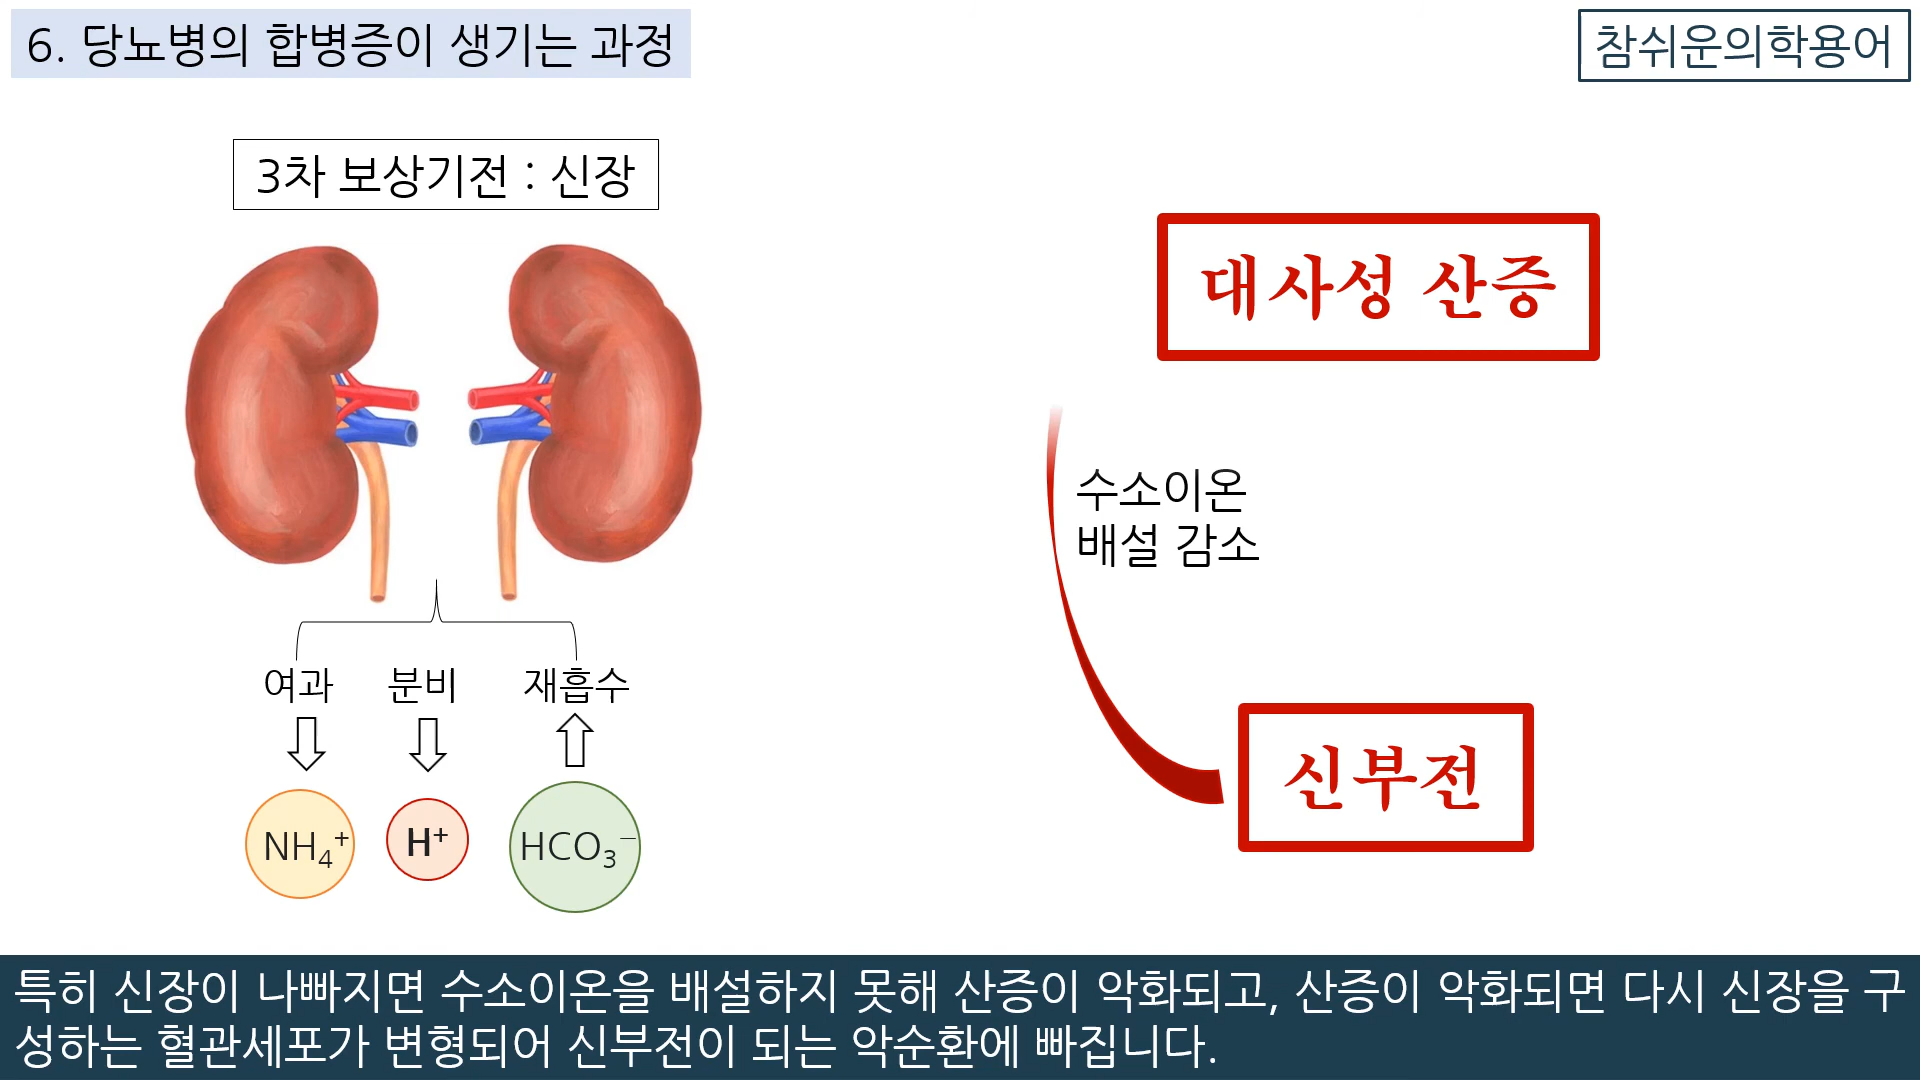 6. 당뇨병의 합병증이 생기는 과정
참쉬운의학용어
3차 보상기전 : 신장
대사성 산증
수소이온
배설 감소
신부전
여과 분비 재흡수
NH₄⁺ H⁺ HCO₃⁻
특히 신장이 나빠지면 수소이온을 배설하지 못해 산증이 악화되고, 산증이 악화되면 다시 신장을 구
성하는 혈관세포가 변형되어 신부전이 되는 악순환에 빠집니다.